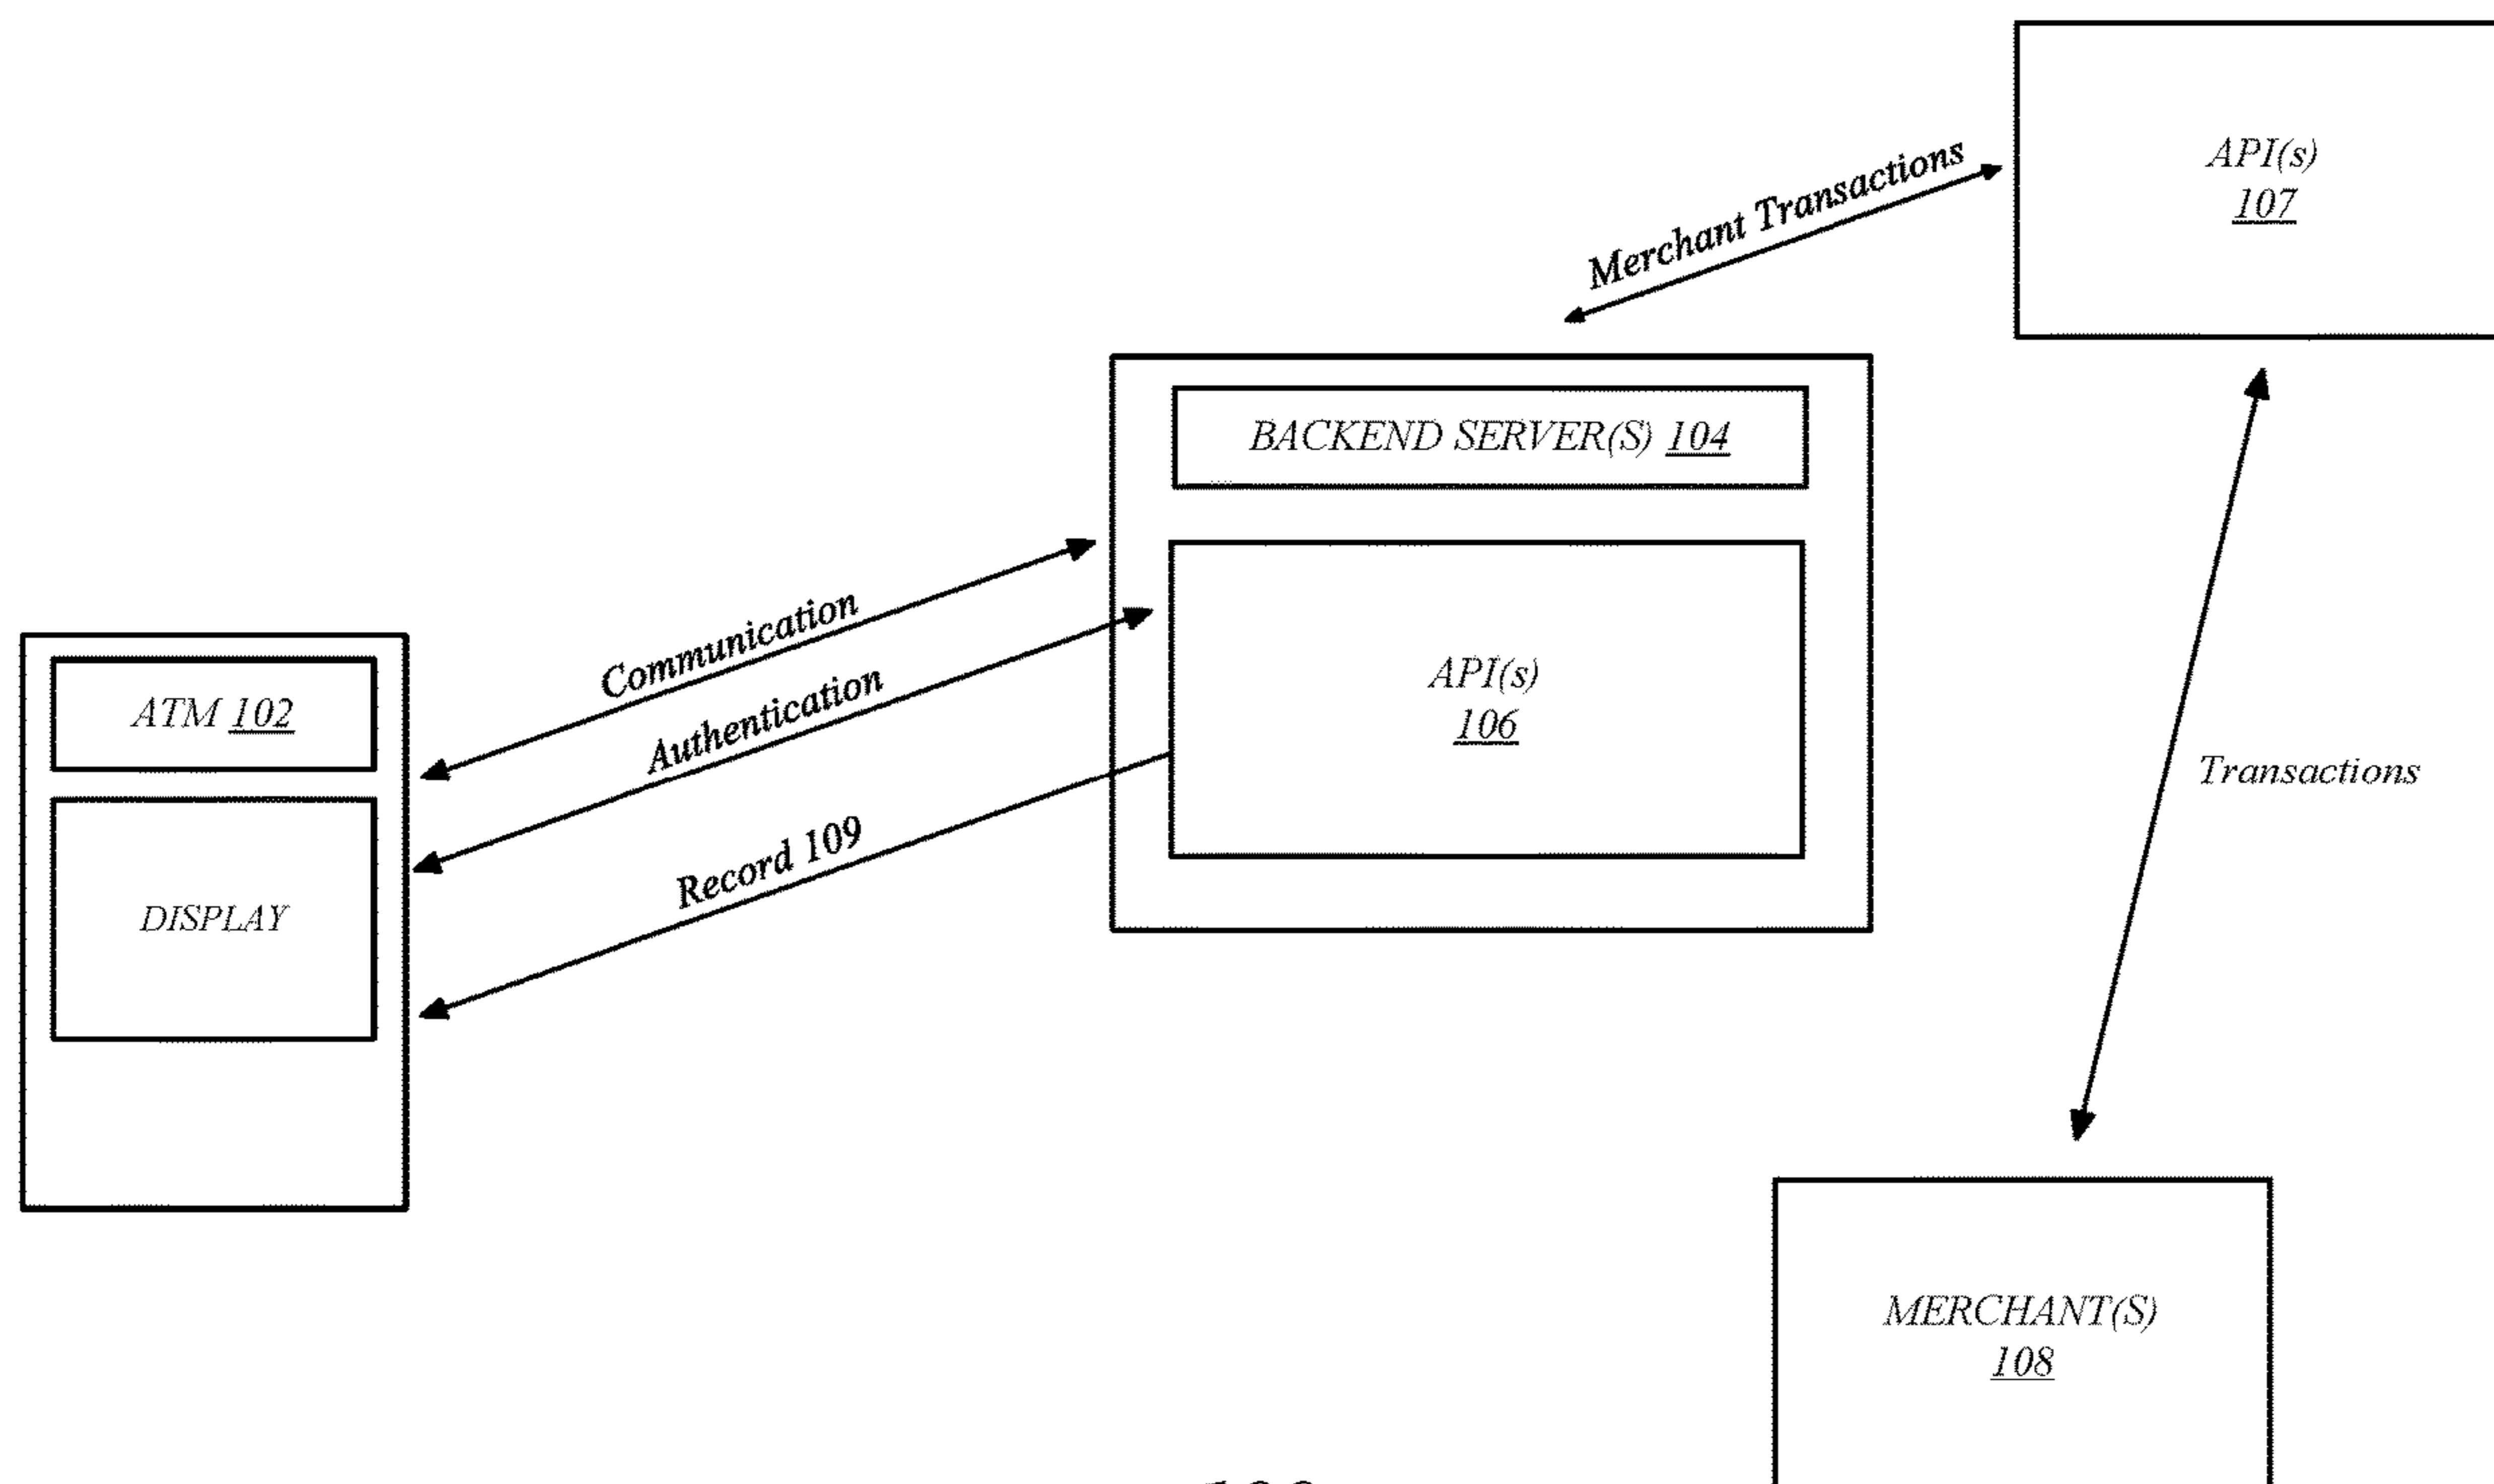 API(s)
107
Merchant Transactions
BACKEND SERVER(S) 104
Communication
Authentication
API(s)
106
Record 109
ATM 102
DISPLAY
Transactions
MERCHANT(S)
108